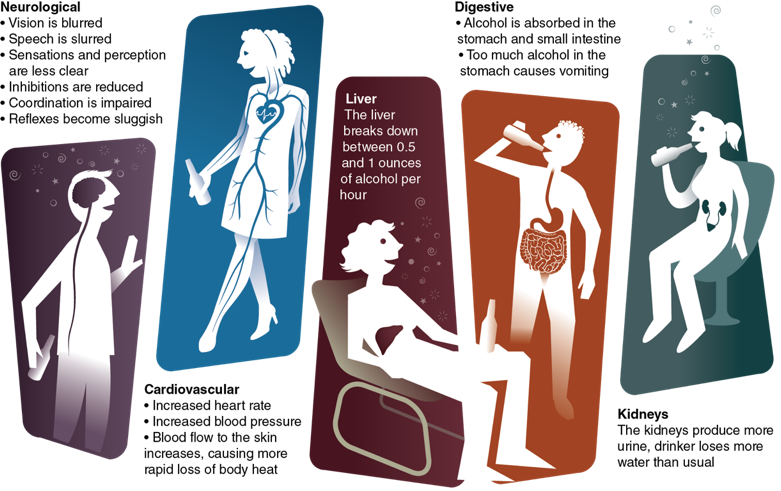 Neurological
• Vision is blurred
• Speech is slurred
• Sensations and perception
are less clear
• Inhibitions are reduced
• Coordination is impaired
• Reflexes become sluggish
Cardiovascular
• Increased heart rate
• Increased blood pressure
• Blood flow to the skin
increases, causing more
rapid loss of body heat
Liver
The liver
breaks down
between 0.5
and 1 ounces
of alcohol per
hour
Digestive
• Alcohol is absorbed in the
stomach and small intestine
• Too much alcohol in the
stomach causes vomiting
Kidneys
The kidneys produce more
urine, drinker loses more
water than usual